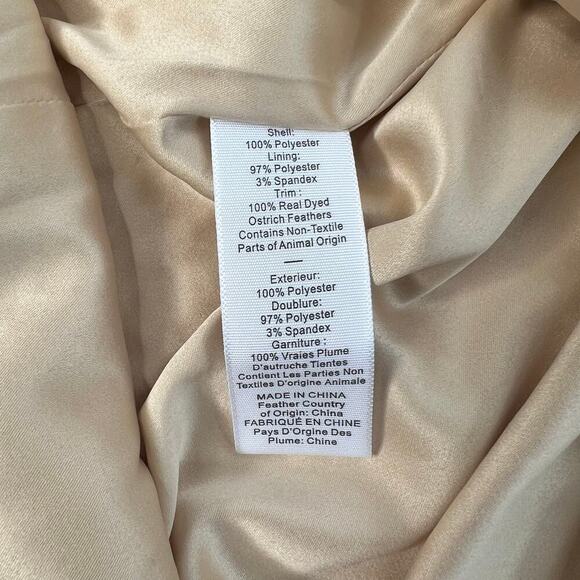 Shell:
100% Polyester
Lining:
97% Polyester
3% Spandex
Trim :
100% Real Dyed
Ostrich Feathers
Contains Non-Textile
Parts of Animal Origin
—
Exterieur:
100% Polyester
Doublure:
97% Polyester
3% Spandex
Garniture :
100% Vraies Plume
D'autruche Tientes
Contient Les Parties Non
Textiles D'origine Animale
MADE IN CHINA
Feather Country
of Origin: China
FABRIQUÉ EN CHINE
Pays D'Orgine Des
Plume: Chine